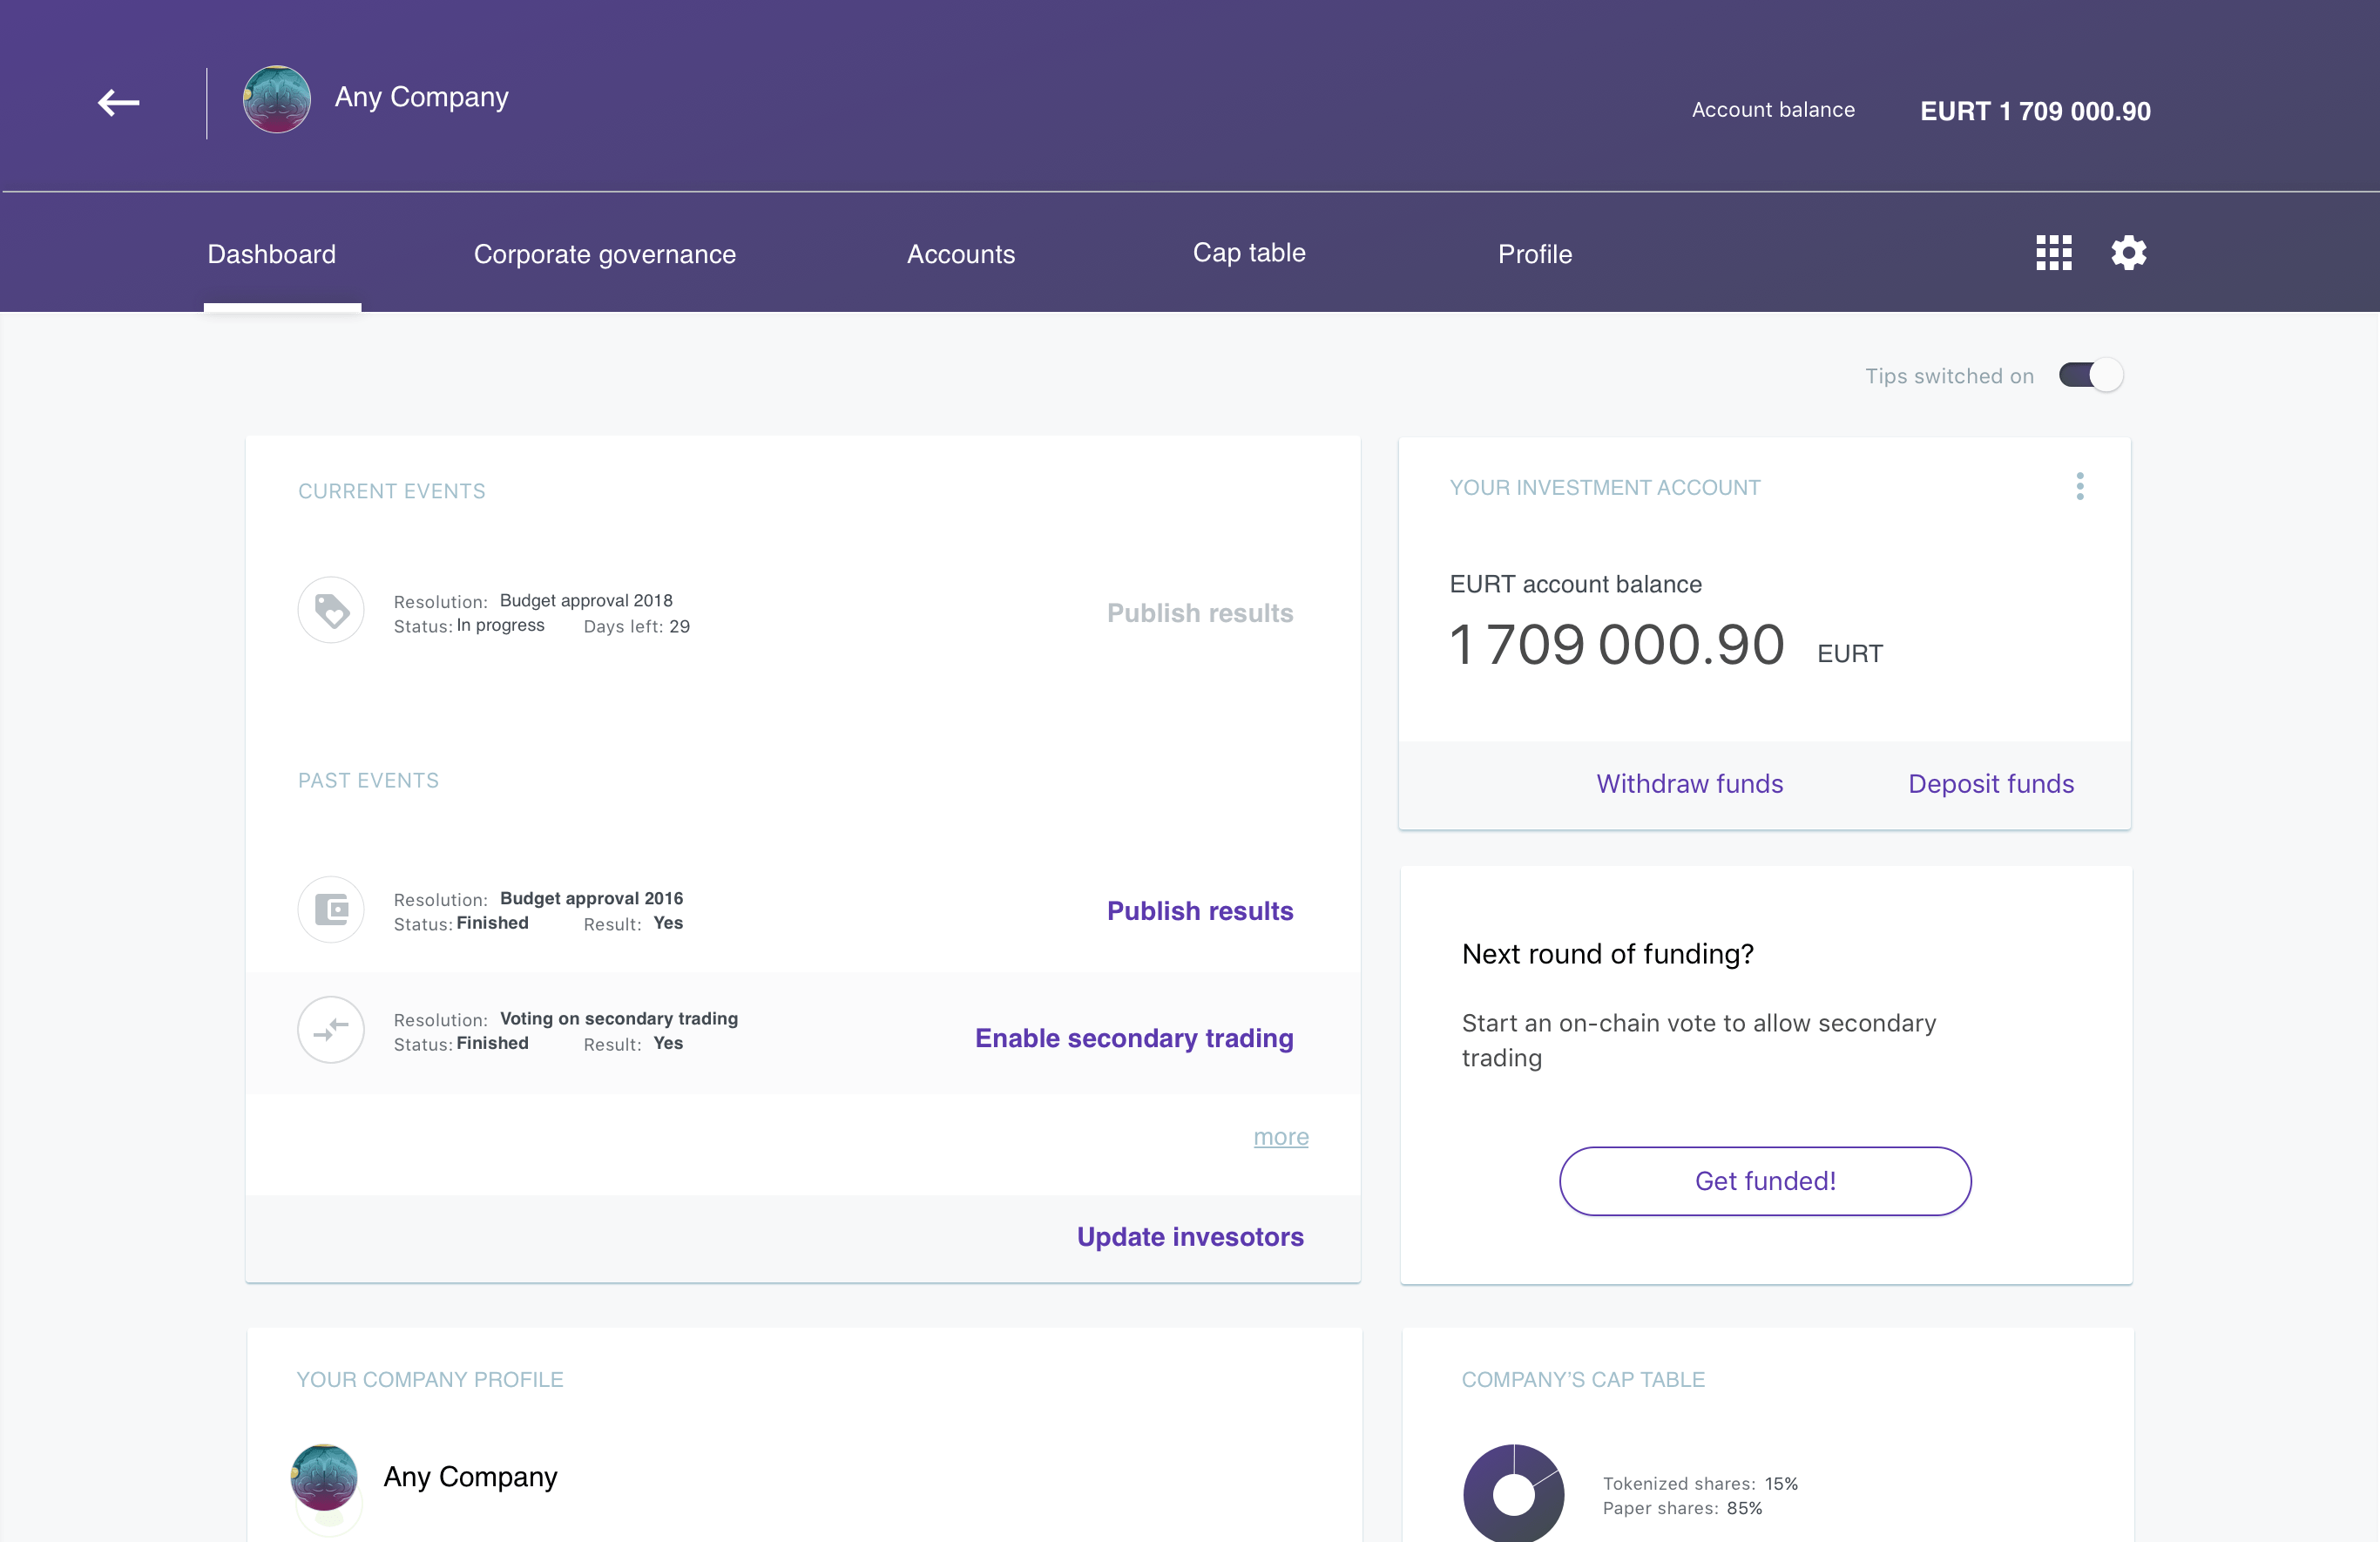 Any Company
Account balance EURT 1 709 000.90
Dashboard Corporate governance Accounts Cap table Profile
Tips switched on
CURRENT EVENTS
Resolution: Budget approval 2018
Status: In progress Days left: 29
Publish results
PAST EVENTS
Resolution: Budget approval 2016
Status: Finished Result: Yes
Publish results
Resolution: Voting on secondary trading
Status: Finished Result: Yes
Enable secondary trading
more
Update invesotors
YOUR INVESTMENT ACCOUNT
EURT account balance
1 709 000.90 EURT
Withdraw funds Deposit funds
Next round of funding?
Start an on-chain vote to allow secondary
trading
Get funded!
YOUR COMPANY PROFILE
Any Company
COMPANY’S CAP TABLE
Tokenized shares: 15%
Paper shares: 85%